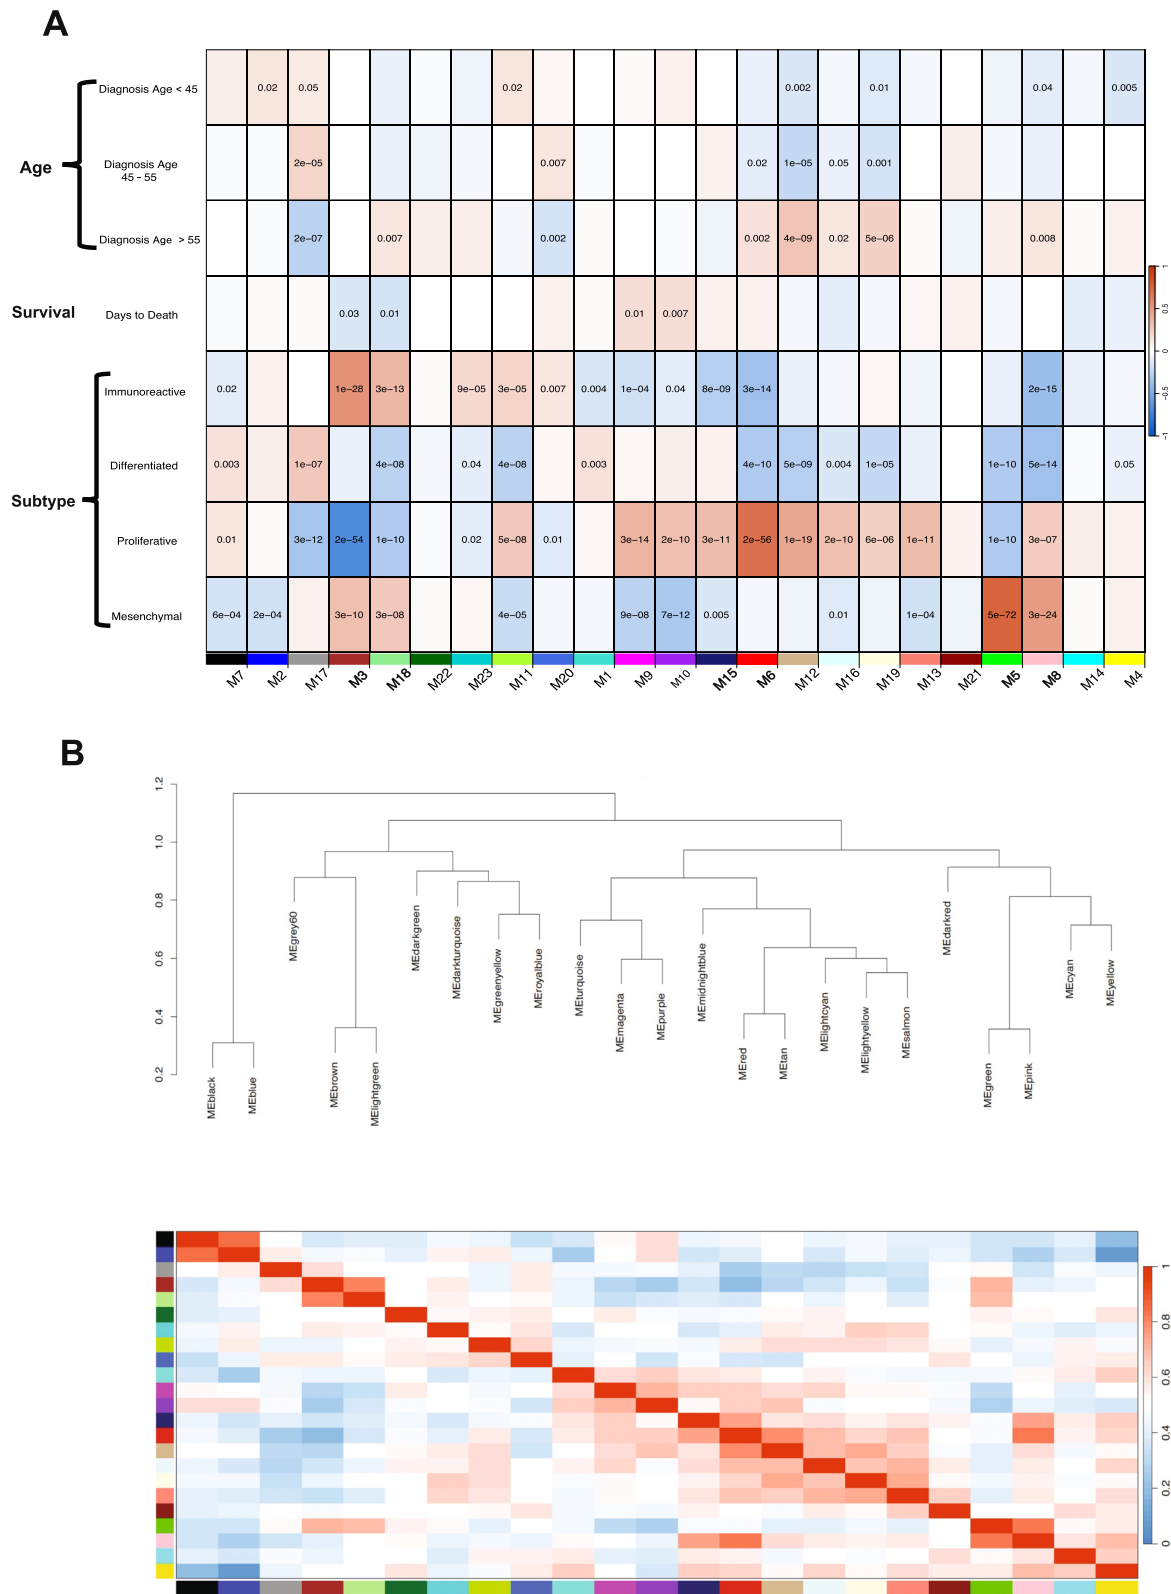 A
Diagnosis Age < 45
0.02 0.05 0.02 0.002 0.01 0.04 0.005
Age
Diagnosis Age
45 - 55
2e-05 0.007 0.02 1e-05 0.05 0.001
Diagnosis Age > 55
2e-07 0.007 0.002 0.002 4e-09 0.02 5e-06 0.008
Survival
Days to Death
0.03 0.01 0.01 0.007
Immunoreactive
0.02 1e-28 3e-13 9e-05 3e-05 0.007 0.004 1e-04 0.04 8e-09 3e-14 2e-15
Subtype
Differentiated
0.003 1e-07 4e-08 0.04 4e-08 0.003 4e-10 5e-09 0.004 1e-05 1e-10 5e-14 0.05
Proliferative
0.01 3e-12 2e-54 1e-10 0.02 5e-08 0.01 3e-14 2e-10 3e-11 2e-56 1e-19 2e-10 6e-06 1e-11 1e-10 3e-07
Mesenchymal
6e-04 2e-04 3e-10 3e-08 4e-05 9e-08 7e-12 0.005 0.01 1e-04 5e-72 3e-24
M7 M2 M17 M3 M18 M22 M23 M11 M20 M1 M9 M10 M15 M6 M12 M16 M19 M13 M21 M5 M8 M14 M4
1
0.5
0
-0.5
-1
B
1.2
1.0
0.8
0.6
0.4
0.2
MEblack
MEblue
MEgrey60
MEbrown
MElightgreen
MEdarkgreen
MEdarkturquoise
MEgreenyellow
MEroyalblue
MEturquoise
MEmagenta
MEpurple
MEmidnightblue
MEred
MEtan
MElightcyan
MElightyellow
MEsalmon
MEdarkred
MEgreen
MEpink
MEcyan
MEyellow
1
0.8
0.6
0.4
0.2
0